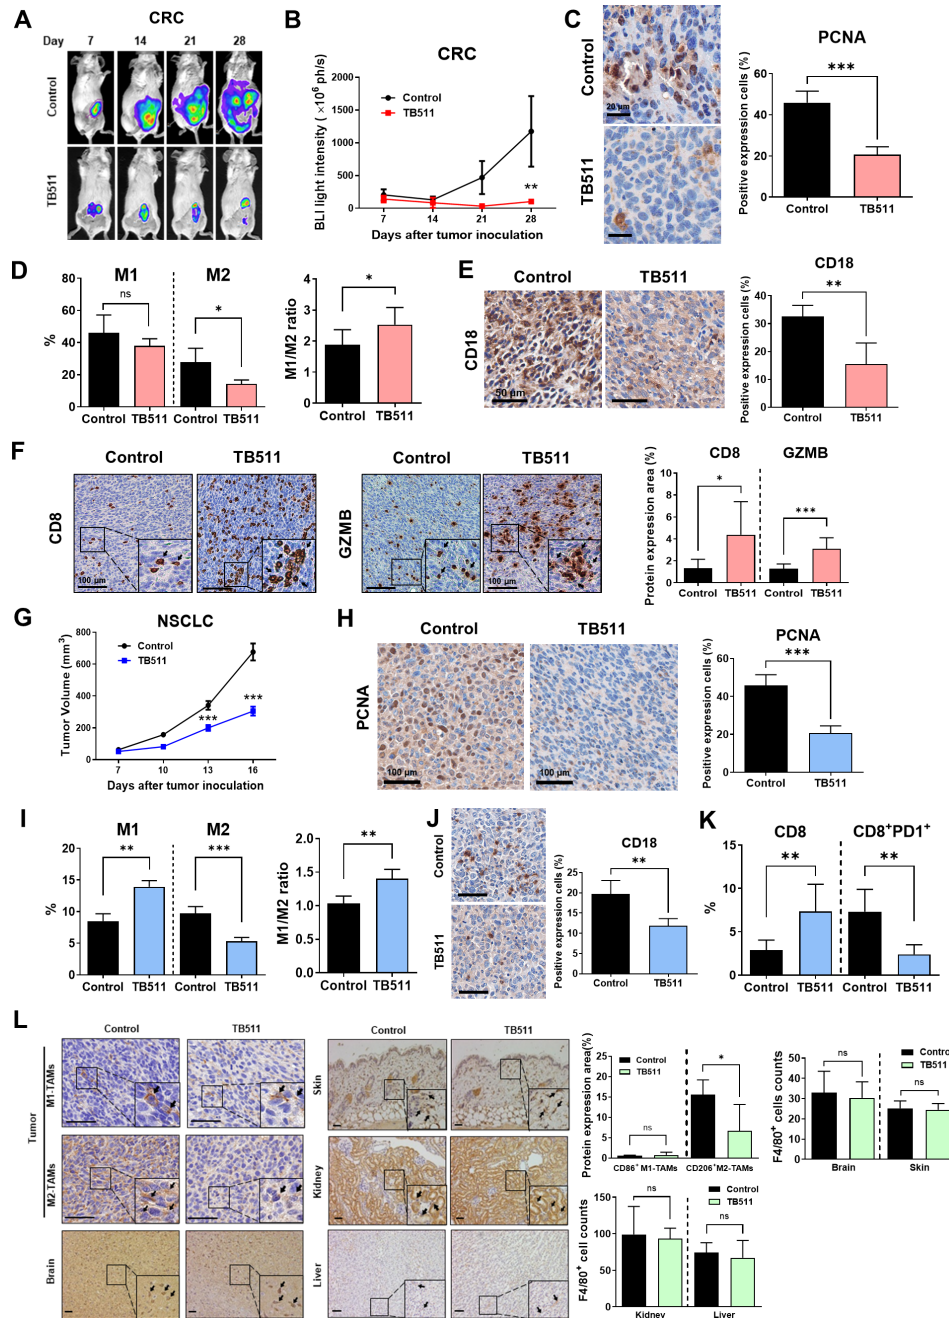 A
CRC
Day 7 14 21 28
Control
TB511
B
CRC
BLI light intensity ( ×10⁶ ph/s)
2000
1500
1000
500
0
Control
TB511
**
7 14 21 28
Days after tumor inoculation
C
Control
20 µm
TB511
PCNA
Positive expression cells (%)
60
40
20
0
***
Control TB511
D
M1 M2
%
80
60
40
20
0
ns
*
Control TB511 Control TB511
M1/M2 ratio
4
3
2
1
0
*
Control TB511
E
Control TB511
CD18
50 µm
CD18
Positive expression cells (%)
40
30
20
10
0
**
Control TB511
F
Control TB511
CD8
100 µm
Control TB511
GZMB
100 µm
Protein expression area (%)
CD8 GZMB
10
8
6
4
2
0
*
***
Control TB511 Control TB511
G
NSCLC
Tumor Volume (mm³)
800
600
400
200
0
Control
TB511
***
***
7 10 13 16
Days after tumor inoculation
H
Control TB511
PCNA
100 µm 100 µm
PCNA
Positive expression cells (%)
60
40
20
0
***
Control TB511
I
M1 M2
%
20
15
10
5
0
** ***
Control TB511 Control TB511
M1/M2 ratio
2.0
1.5
1.0
0.5
0.0
**
Control TB511
J
Control
TB511
CD18
Positive expression cells (%)
25
20
15
10
5
0
**
Control TB511
K
CD8 CD8⁺PD1⁺
%
15
10
5
0
** **
Control TB511 Control TB511
L
Control TB511
Tumor
M1-TAMs
M2-TAMs
Brain
Control TB511
Skin
Kidney
Liver
Protein expression area(%)
25
20
15
10
5
0
Control
TB511
ns
*
CD86⁺ M1-TAMs CD206⁺M2-TAMs
F4/80⁺ cells counts
50
40
30
20
10
0
Control
TB511
ns
ns
Brain Skin
F4/80⁺ cell counts
100
50
0
Control
TB511
ns
ns
Kidney Liver